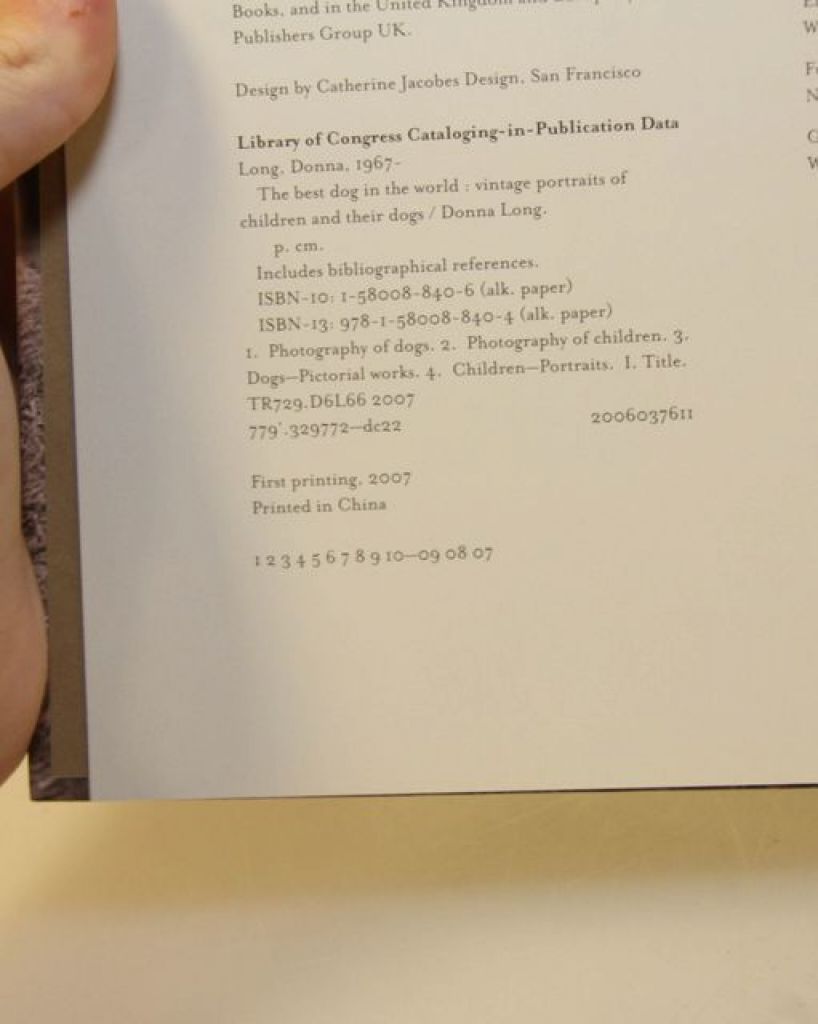 Books, and in the United Kingdom
Publishers Group UK.
Design by Catherine Jacobes Design, San Francisco
Library of Congress Cataloging-in-Publication Data
Long, Donna, 1967-
The best dog in the world : vintage portraits of
children and their dogs / Donna Long.
p. cm.
Includes bibliographical references.
ISBN-10: 1-58008-840-6 (alk. paper)
ISBN-13: 978-1-58008-840-4 (alk. paper)
1. Photography of dogs. 2. Photography of children. 3.
Dogs—Pictorial works. 4. Children—Portraits. I. Title.
TR729.D6L66 2007
779'.329772—dc22 2006037611
First printing, 2007
Printed in China
1 2 3 4 5 6 7 8 9 10—09 08 07